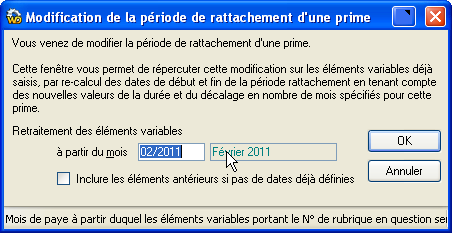 Modification de la période de rattachement d'une prime
Vous venez de modifier la période de rattachement d'une prime.
Cette fenêtre vous permet de répercuter cette modification sur les éléments variables déjà
saisis, par re-calcul des dates de début et fin de la période rattachement en tenant compte
des nouvelles valeurs de la durée et du décalage en nombre de mois spécifiés pour cette
prime.
Retraitement des éléments variables
à partir du mois 02/2011 Février 2011
OK
Annuler
Inclure les éléments antérieurs si pas de dates déjà définies
Mois de paye à partir duquel les éléments variables portant le N° de rubrique en question ser